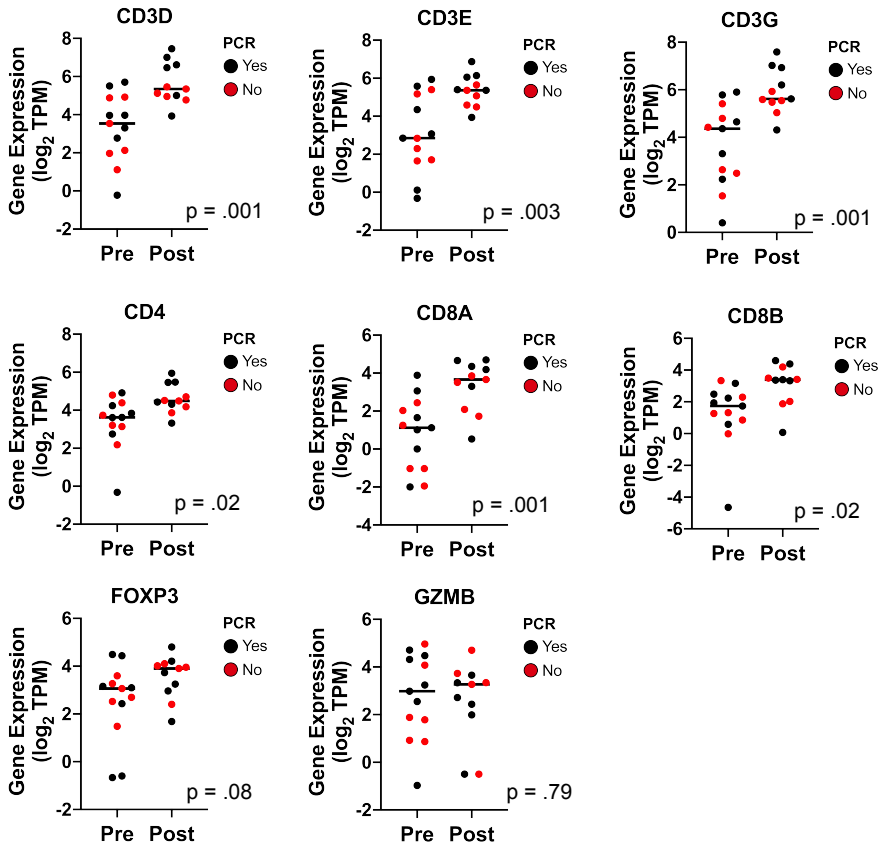 CD3D
Gene Expression
(log2 TPM)
8
6
4
2
0
-2
Pre Post
PCR
Yes
No
p = .001
CD3E
Gene Expression
(log2 TPM)
8
6
4
2
0
-2
Pre Post
PCR
Yes
No
p = .003
CD3G
Gene Expression
(log2 TPM)
8
6
4
2
0
Pre Post
PCR
Yes
No
p = .001
CD4
Gene Expression
(log2 TPM)
8
6
4
2
0
-2
Pre Post
PCR
Yes
No
p = .02
CD8A
Gene Expression
(log2 TPM)
6
4
2
0
-2
-4
Pre Post
PCR
Yes
No
p = .001
CD8B
Gene Expression
(log2 TPM)
6
4
2
0
-2
-4
-6
Pre Post
PCR
Yes
No
p = .02
FOXP3
Gene Expression
(log2 TPM)
6
4
2
0
-2
Pre Post
PCR
Yes
No
p = .08
GZMB
Gene Expression
(log2 TPM)
6
4
2
0
-2
Pre Post
PCR
Yes
No
p = .79